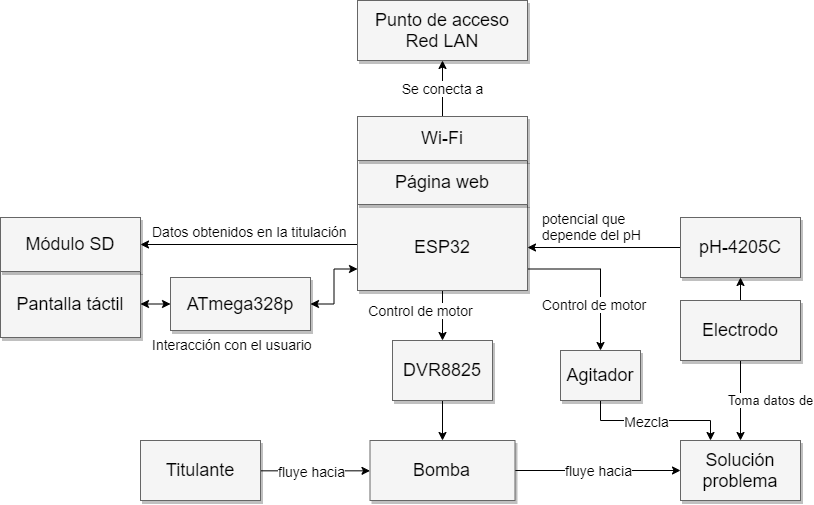 Punto de acceso
Red LAN
Se conecta a
Wi-Fi
Página web
ESP32
Datos obtenidos en la titulación
Módulo SD
Pantalla táctil
ATmega328p
Interacción con el usuario
potencial que
depende del pH
pH-4205C
Electrodo
Control de motor
Control de motor
DVR8825
Agitador
Toma datos de
Mezcla
Titulante
fluye hacia
Bomba
fluye hacia
Solución
problema